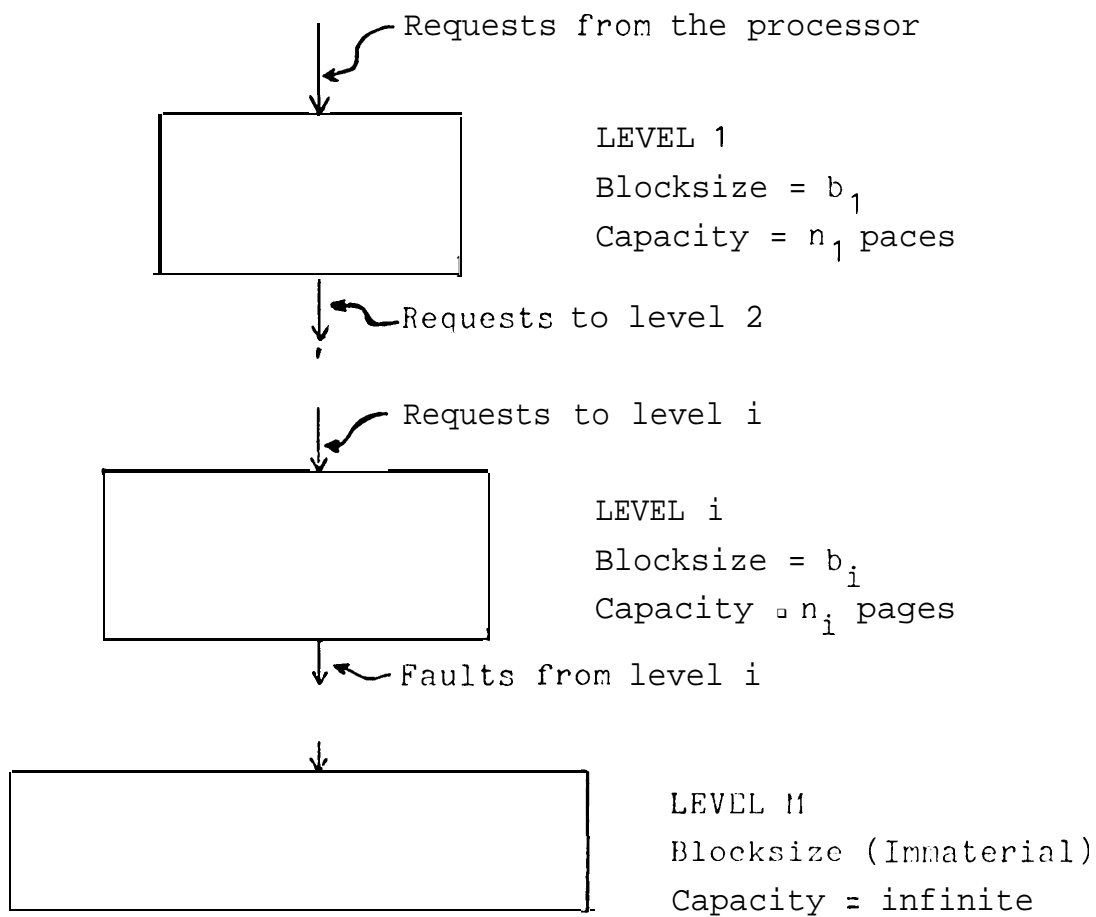 Requests from the processor
LEVEL 1
Blocksize = b₁
Capacity = n₁ paces
Requests to level 2
Requests to level i
LEVEL i
Blocksize = bᵢ
Capacity ▫ nᵢ pages
Faults from level i
LEVEL M
Blocksize (Immaterial)
Capacity = infinite